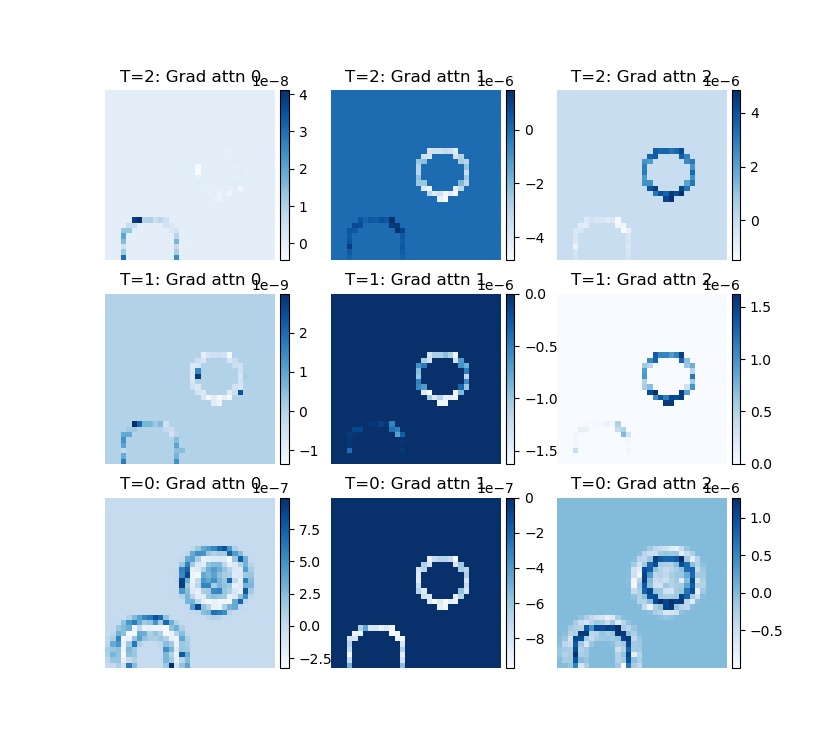 T=2: Grad attn 0
1e−8
T=2: Grad attn 1
1e−6
T=2: Grad attn 2
1e−6
4
3
2
1
0
0
−2
−4
4
2
0
T=1: Grad attn 0
1e−9
T=1: Grad attn 1
1e−6
T=1: Grad attn 2
1e−6
2
1
0
−1
0.0
−0.5
−1.0
−1.5
1.5
1.0
0.5
0.0
T=0: Grad attn 0
1e−7
T=0: Grad attn 1
1e−7
T=0: Grad attn 2
1e−6
7.5
5.0
2.5
0.0
−2.5
0
−2
−4
−6
−8
1.0
0.5
0.0
−0.5